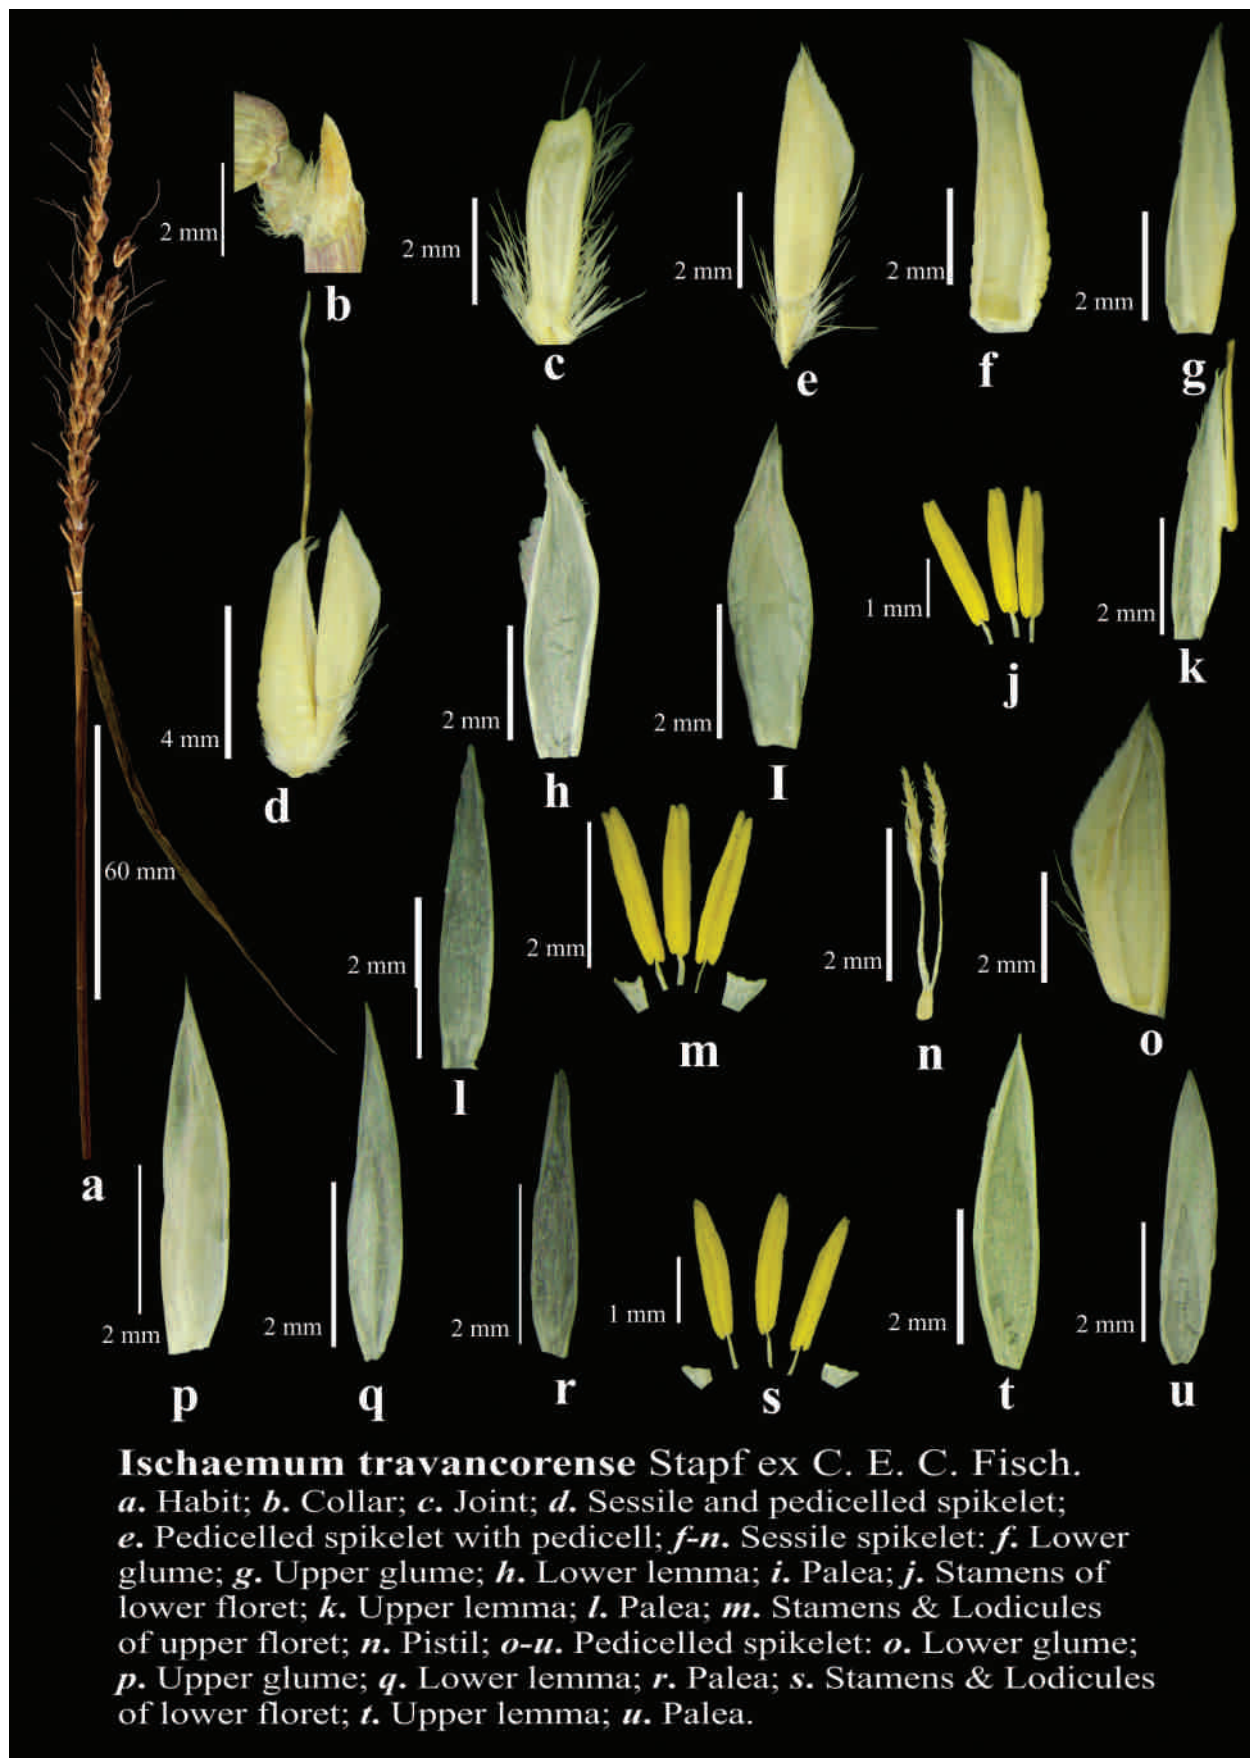 2 mm
b
2 mm
c
2 mm
e
2 mm
f
2 mm
g
4 mm
d
2 mm
h
2 mm
I
1 mm
j
2 mm
k
60 mm
a
2 mm
l
2 mm
m
2 mm
n
2 mm
o
2 mm
p
2 mm
q
2 mm
r
1 mm
s
2 mm
t
2 mm
u
Ischaemum travancorense Stapf ex C. E. C. Fisch.
a. Habit; b. Collar; c. Joint; d. Sessile and pedicelled spikelet;
e. Pedicelled spikelet with pedicell; f-n. Sessile spikelet: f. Lower
glume; g. Upper glume; h. Lower lemma; i. Palea; j. Stamens of
lower floret; k. Upper lemma; l. Palea; m. Stamens & Lodicules
of upper floret; n. Pistil; o-u. Pedicelled spikelet: o. Lower glume;
p. Upper glume; q. Lower lemma; r. Palea; s. Stamens & Lodicules
of lower floret; t. Upper lemma; u. Palea.